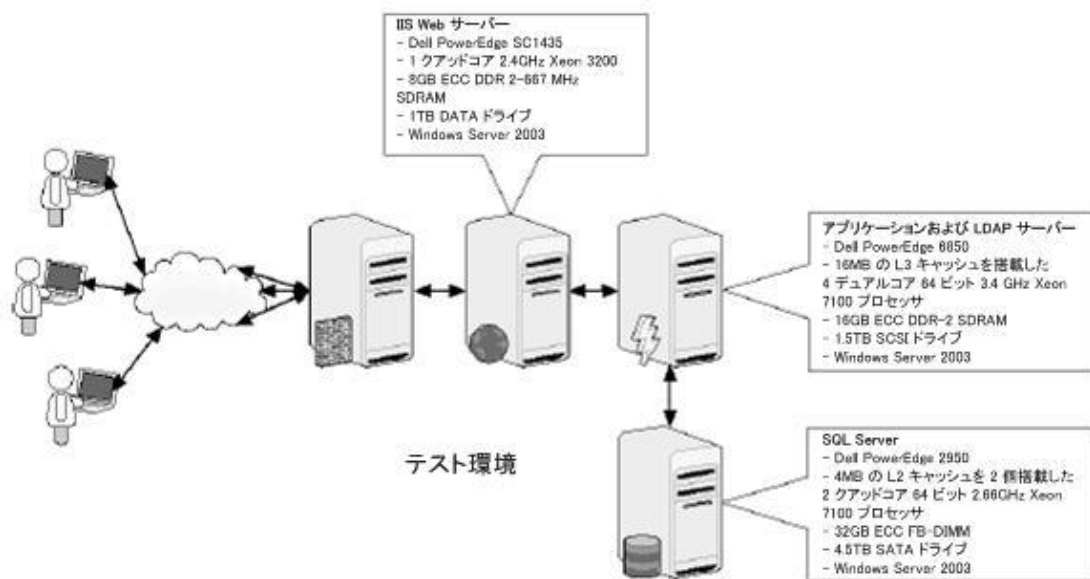 IIS Web サーバー
- Dell PowerEdge SC1435
- 1 クアッドコア 2.4GHz Xeon 3200
- 8GB ECC DDR 2-667 MHz
SDRAM
- 1TB DATA ドライブ
- Windows Server 2003
アプリケーションおよび LDAP サーバー
- Dell PowerEdge 6850
- 16MB の L3 キャッシュを搭載した
4 デュアルコア 64 ビット 3.4 GHz Xeon
7100 プロセッサ
- 16GB ECC DDR-2 SDRAM
- 1.5TB SCSI ドライブ
- Windows Server 2003
テスト環境
SQL Server
- Dell PowerEdge 2950
- 4MB の L2 キャッシュを 2 個搭載した
2 クアッドコア 64 ビット 2.66GHz Xeon
7100 プロセッサ
- 32GB ECC FB-DIMM
- 4.5TB SATA ドライブ
- Windows Server 2003